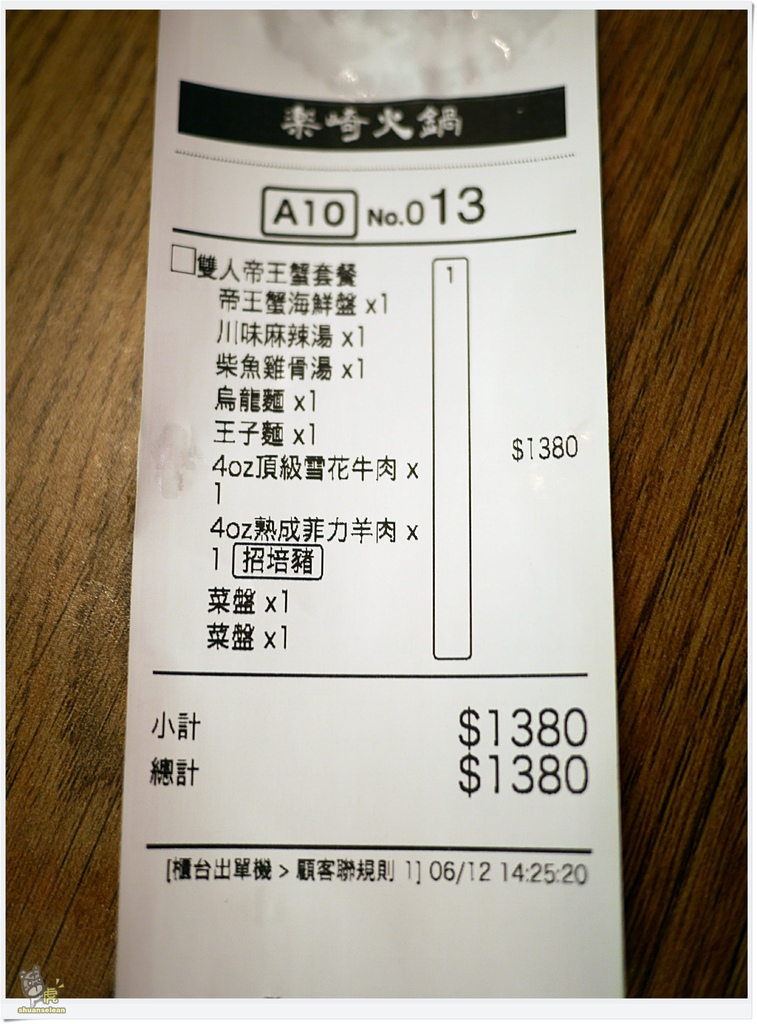 楽崎火鍋
A10 No.013
雙人帝王蟹套餐 1
帝王蟹海鮮盤 x1
川味麻辣湯 x1
柴魚雞骨湯 x1
烏龍麵 x1
王子麵 x1
$1380
4oz頂級雪花牛肉 x
1
4oz熟成菲力羊肉 x
1 招培豬
菜盤 x1
菜盤 x1
小計 $1380
總計 $1380
[櫃台出單機 > 顧客聯規則 1] 06/12 14:25:20
虎
shuanselean